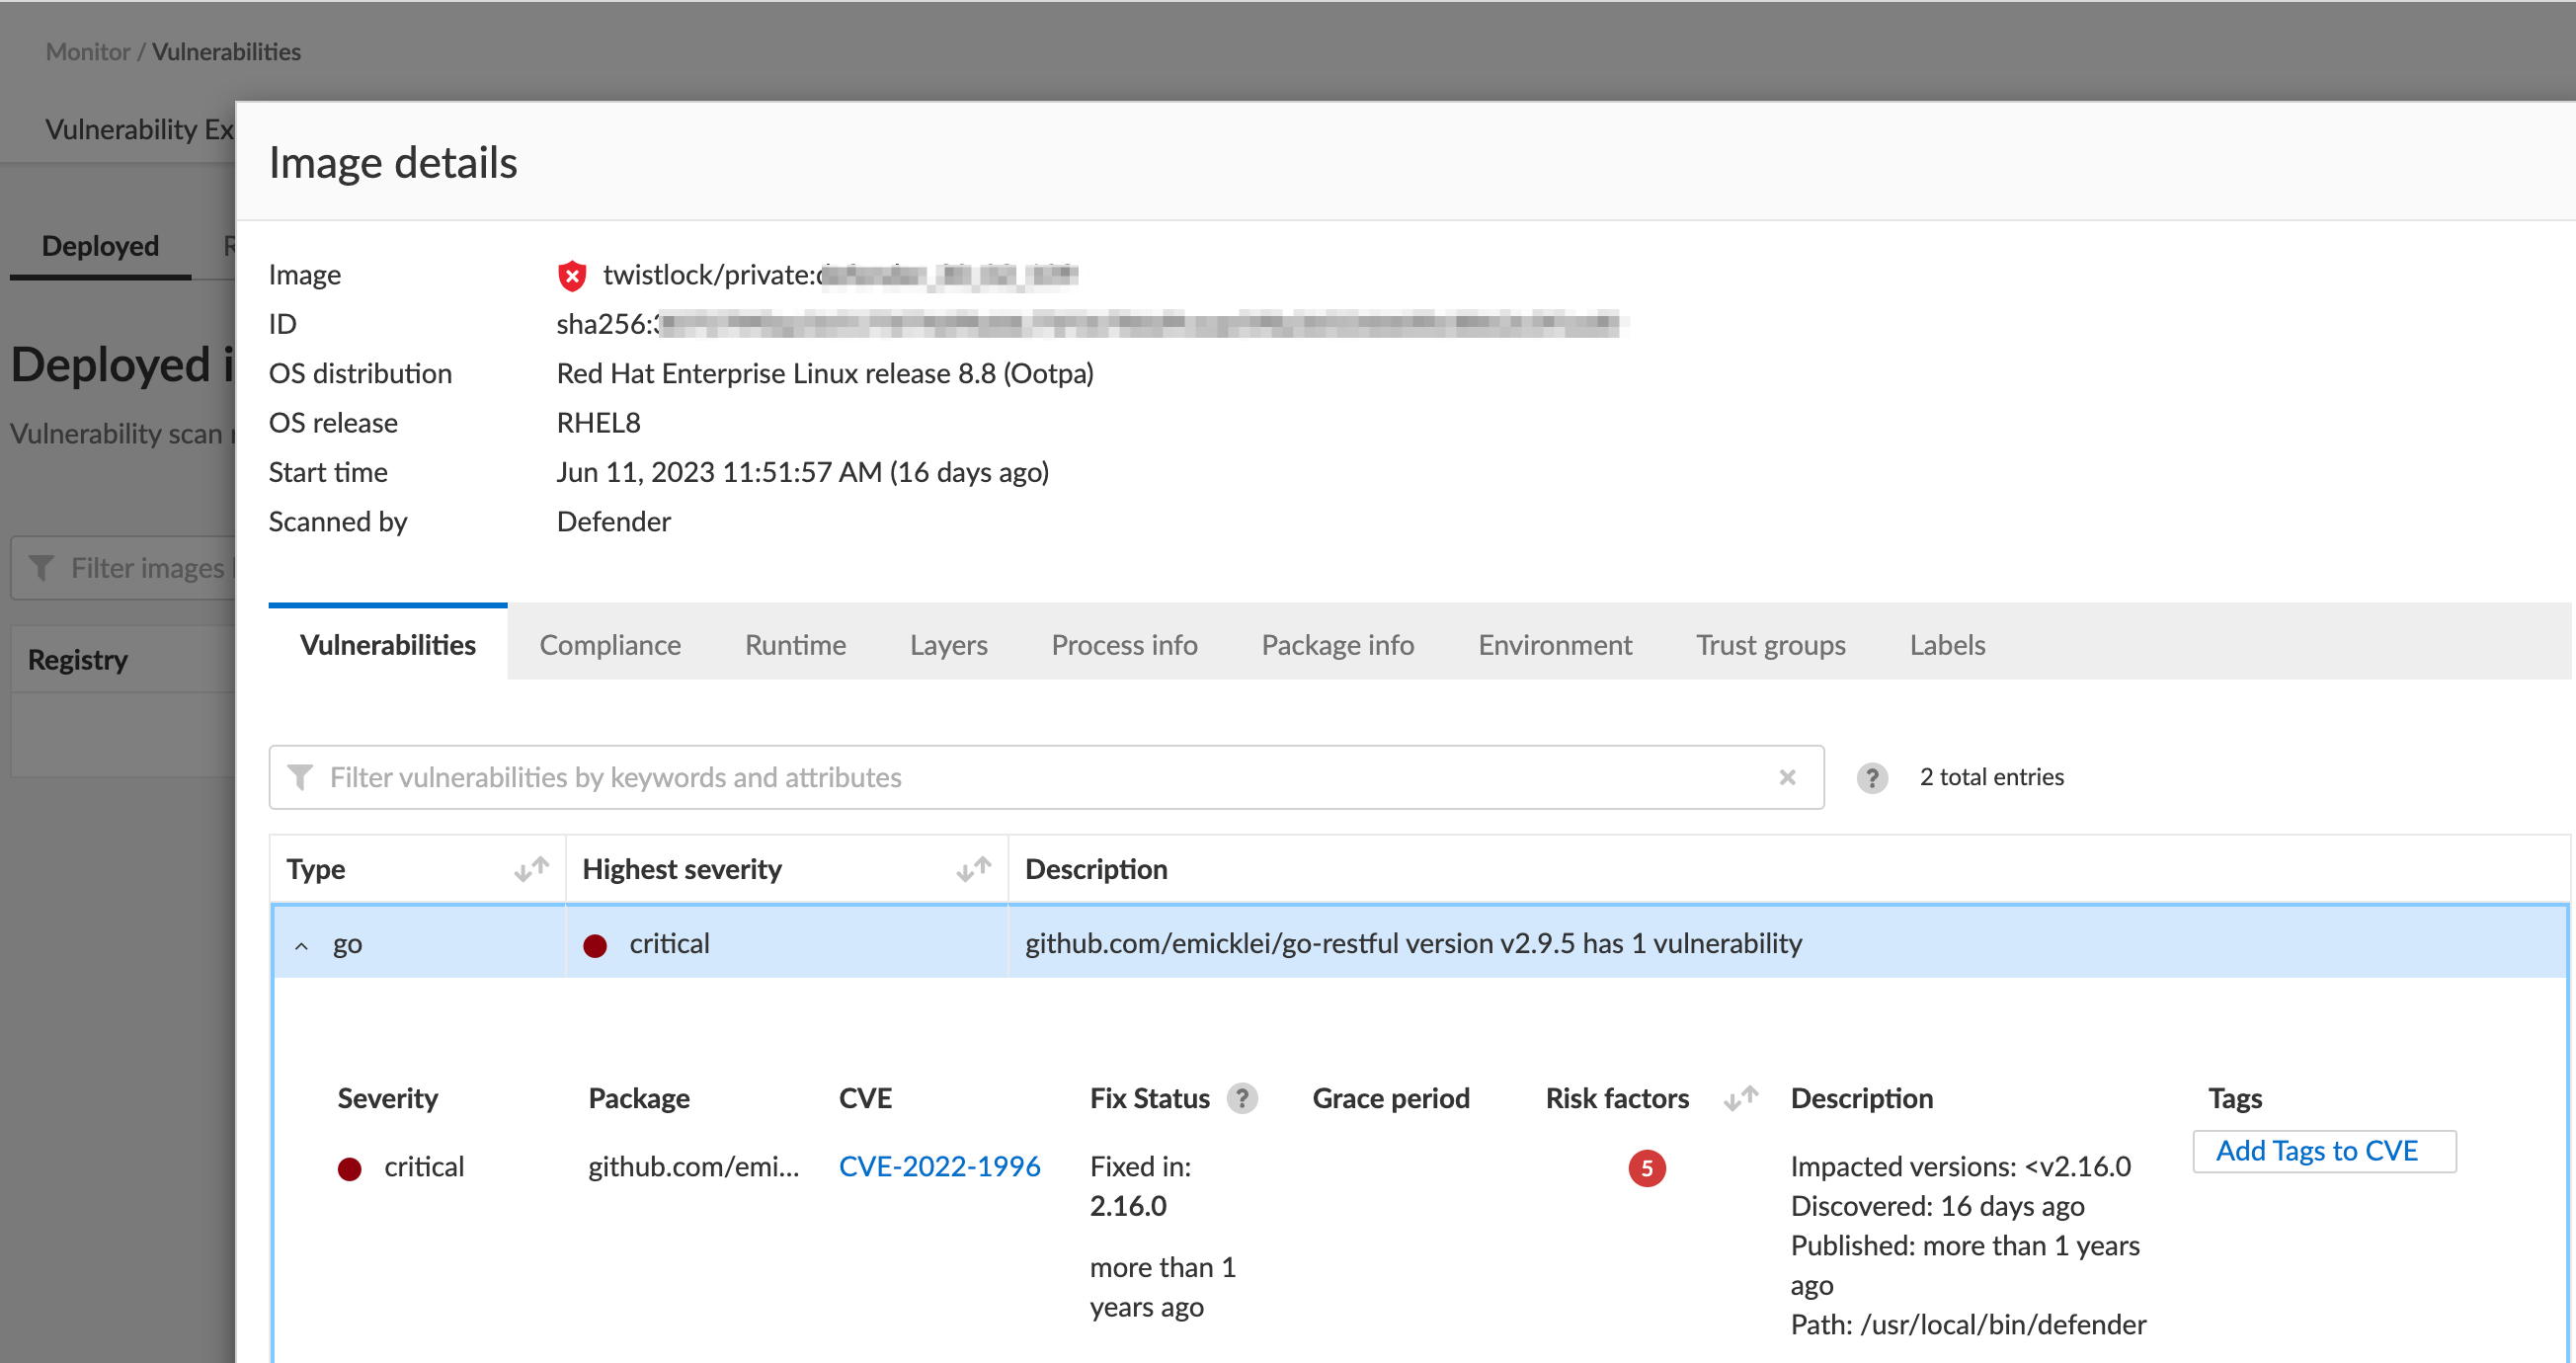 Monitor / Vulnerabilities
Vulnerability Ex
Deployed
Deployed i
Vulnerability scan
Filter images
Registry
Image details
Image twistlock/private:
ID sha256:
OS distribution Red Hat Enterprise Linux release 8.8 (Ootpa)
OS release RHEL8
Start time Jun 11, 2023 11:51:57 AM (16 days ago)
Scanned by Defender
Vulnerabilities Compliance Runtime Layers Process info Package info Environment Trust groups Labels
Filter vulnerabilities by keywords and attributes × ? 2 total entries
Type Highest severity Description
go critical github.com/emicklei/go-restful version v2.9.5 has 1 vulnerability
Severity Package CVE Fix Status ? Grace period Risk factors Description Tags
critical github.com/emi... CVE-2022-1996 Fixed in: 5 Impacted versions: <v2.16.0 Add Tags to CVE
2.16.0 Discovered: 16 days ago
more than 1 Published: more than 1 years
years ago ago
Path: /usr/local/bin/defender